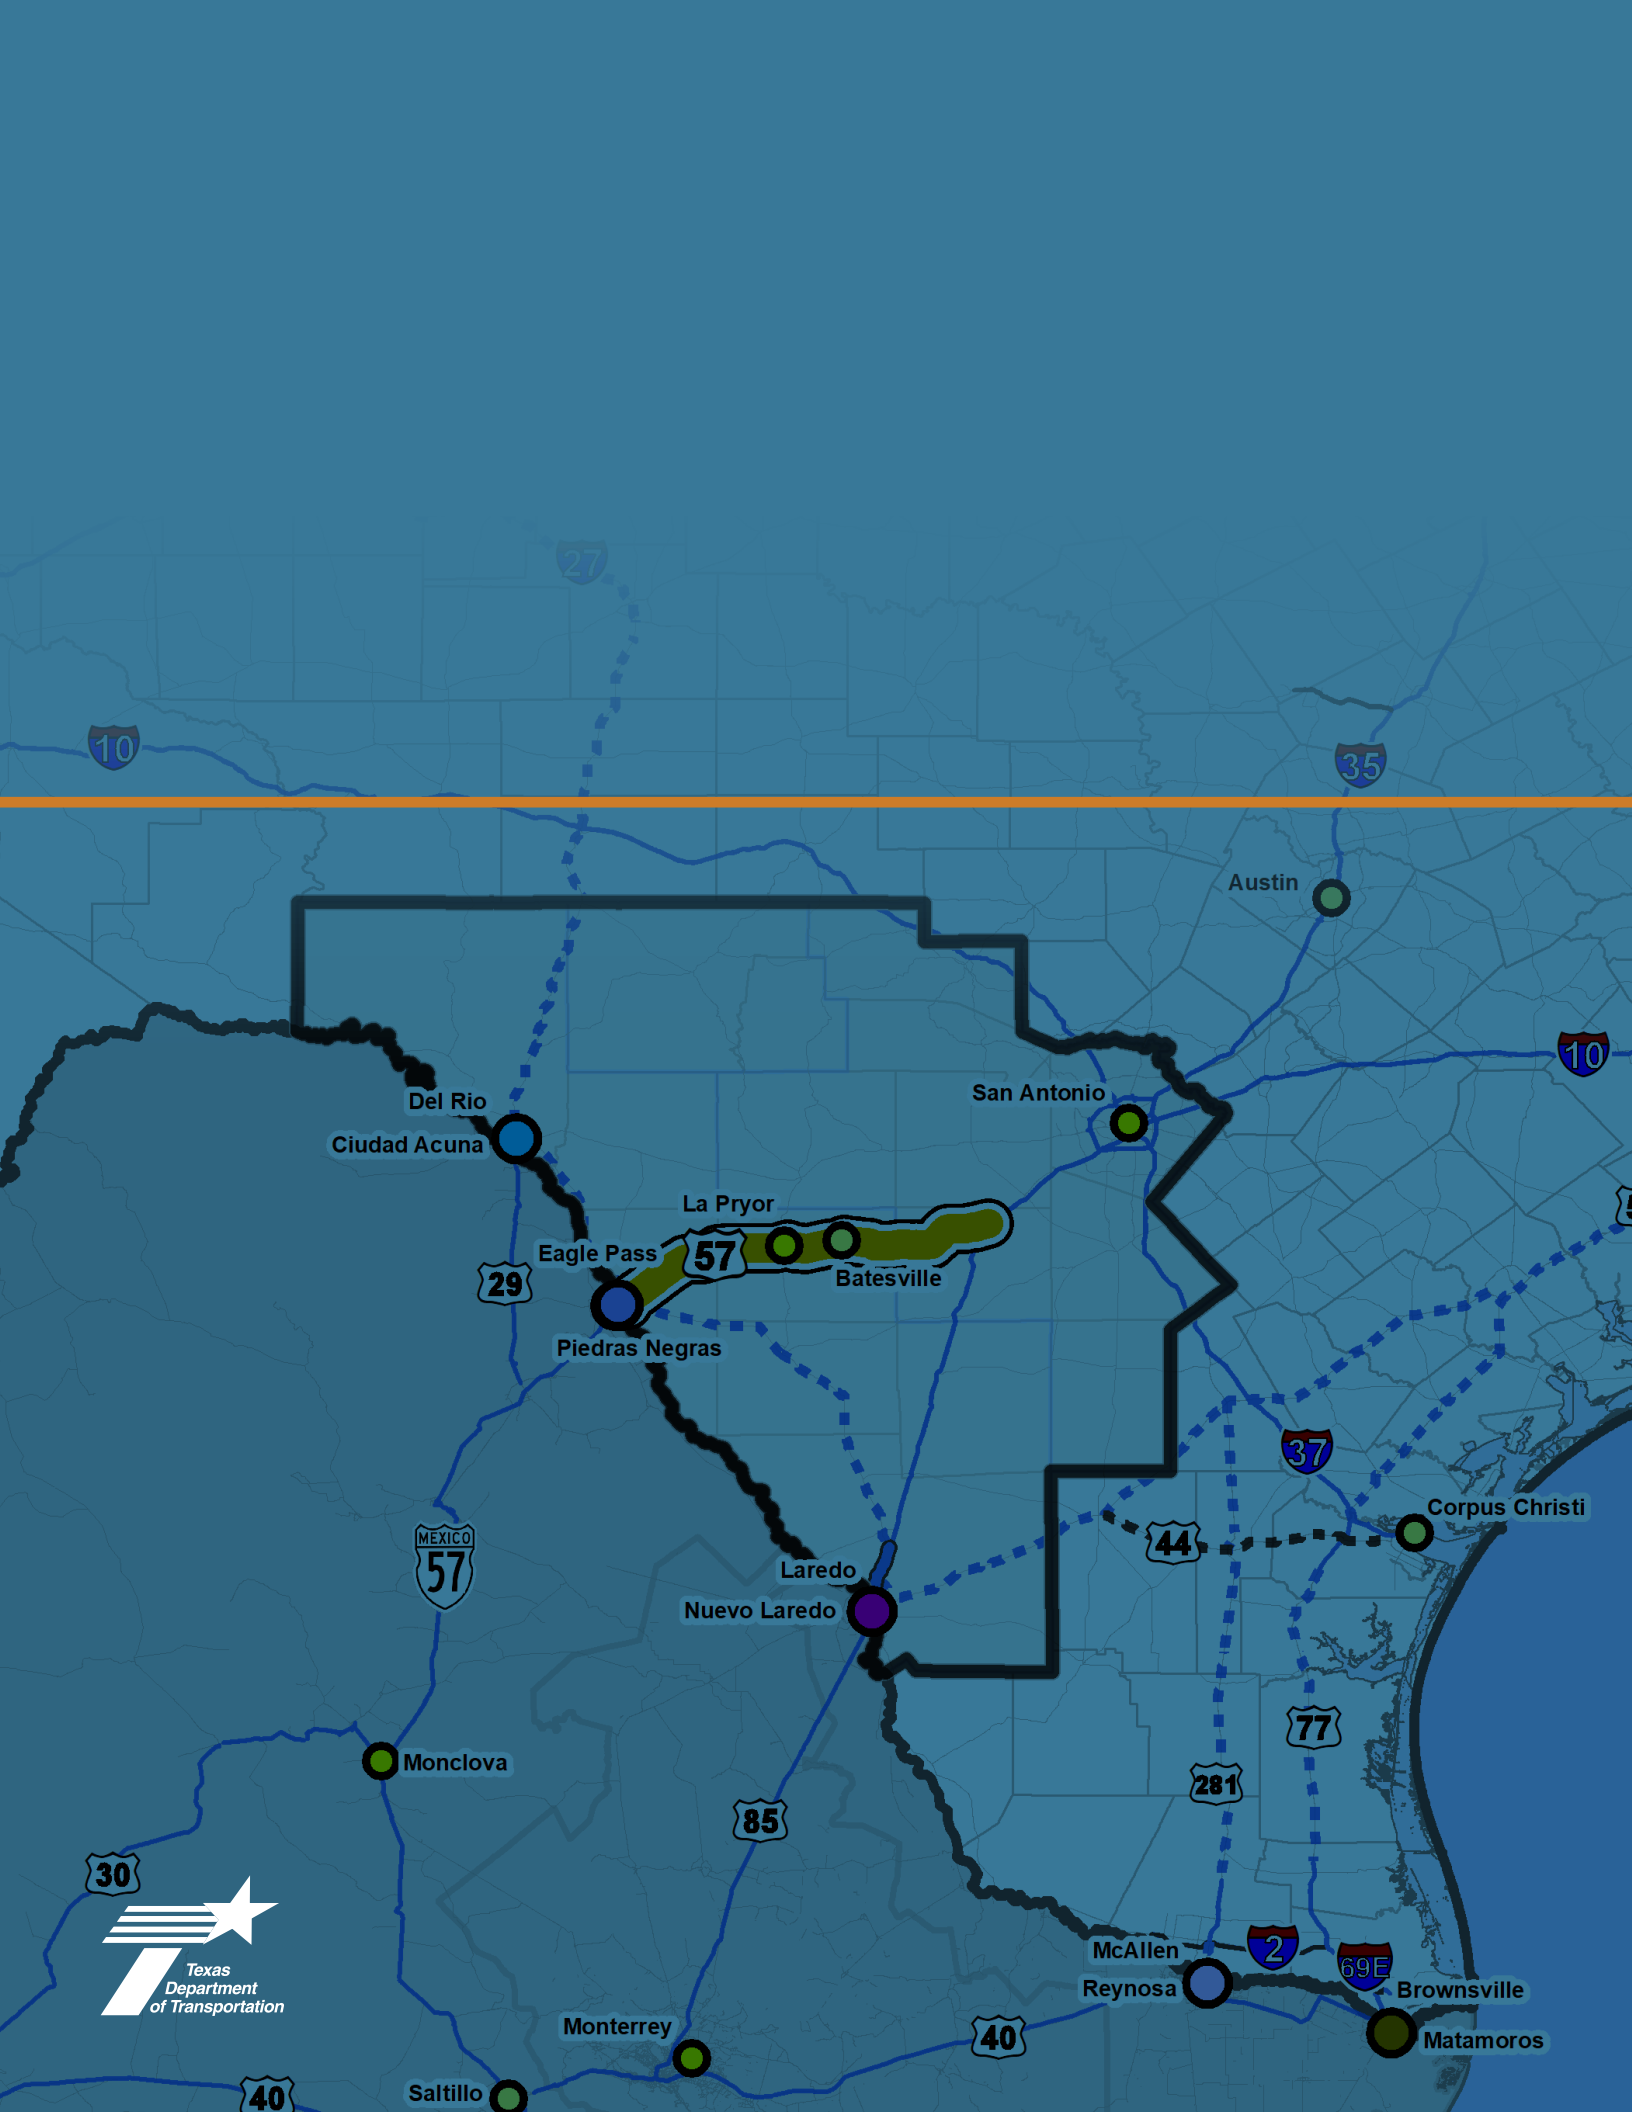 27
10
35
Austin
10
San Antonio
Del Rio
Ciudad Acuna
La Pryor
57
Eagle Pass
Batesville
29
Piedras Negras
37
Corpus Christi
44
MEXICO
57
Laredo
Nuevo Laredo
77
Monclova
281
85
30
2
McAllen
69E
Reynosa
Brownsville
Texas
Department
of Transportation
Monterrey
40
Matamoros
Saltillo
40